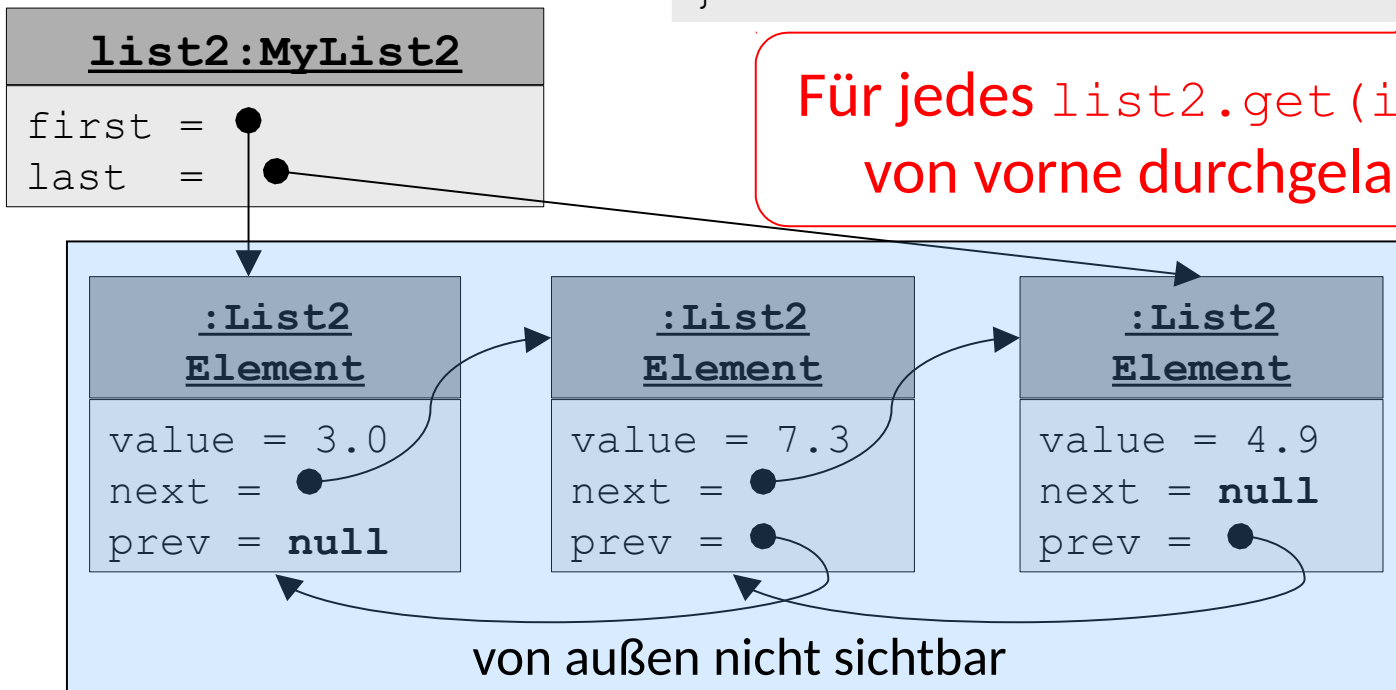 }
list2:MyList2
first =
last =
Für jedes list2.get(i
von vorne durchgela
:List2
Element
value = 3.0
next =
prev = null
:List2
Element
value = 7.3
next =
prev =
:List2
Element
value = 4.9
next = null
prev =
von außen nicht sichtbar